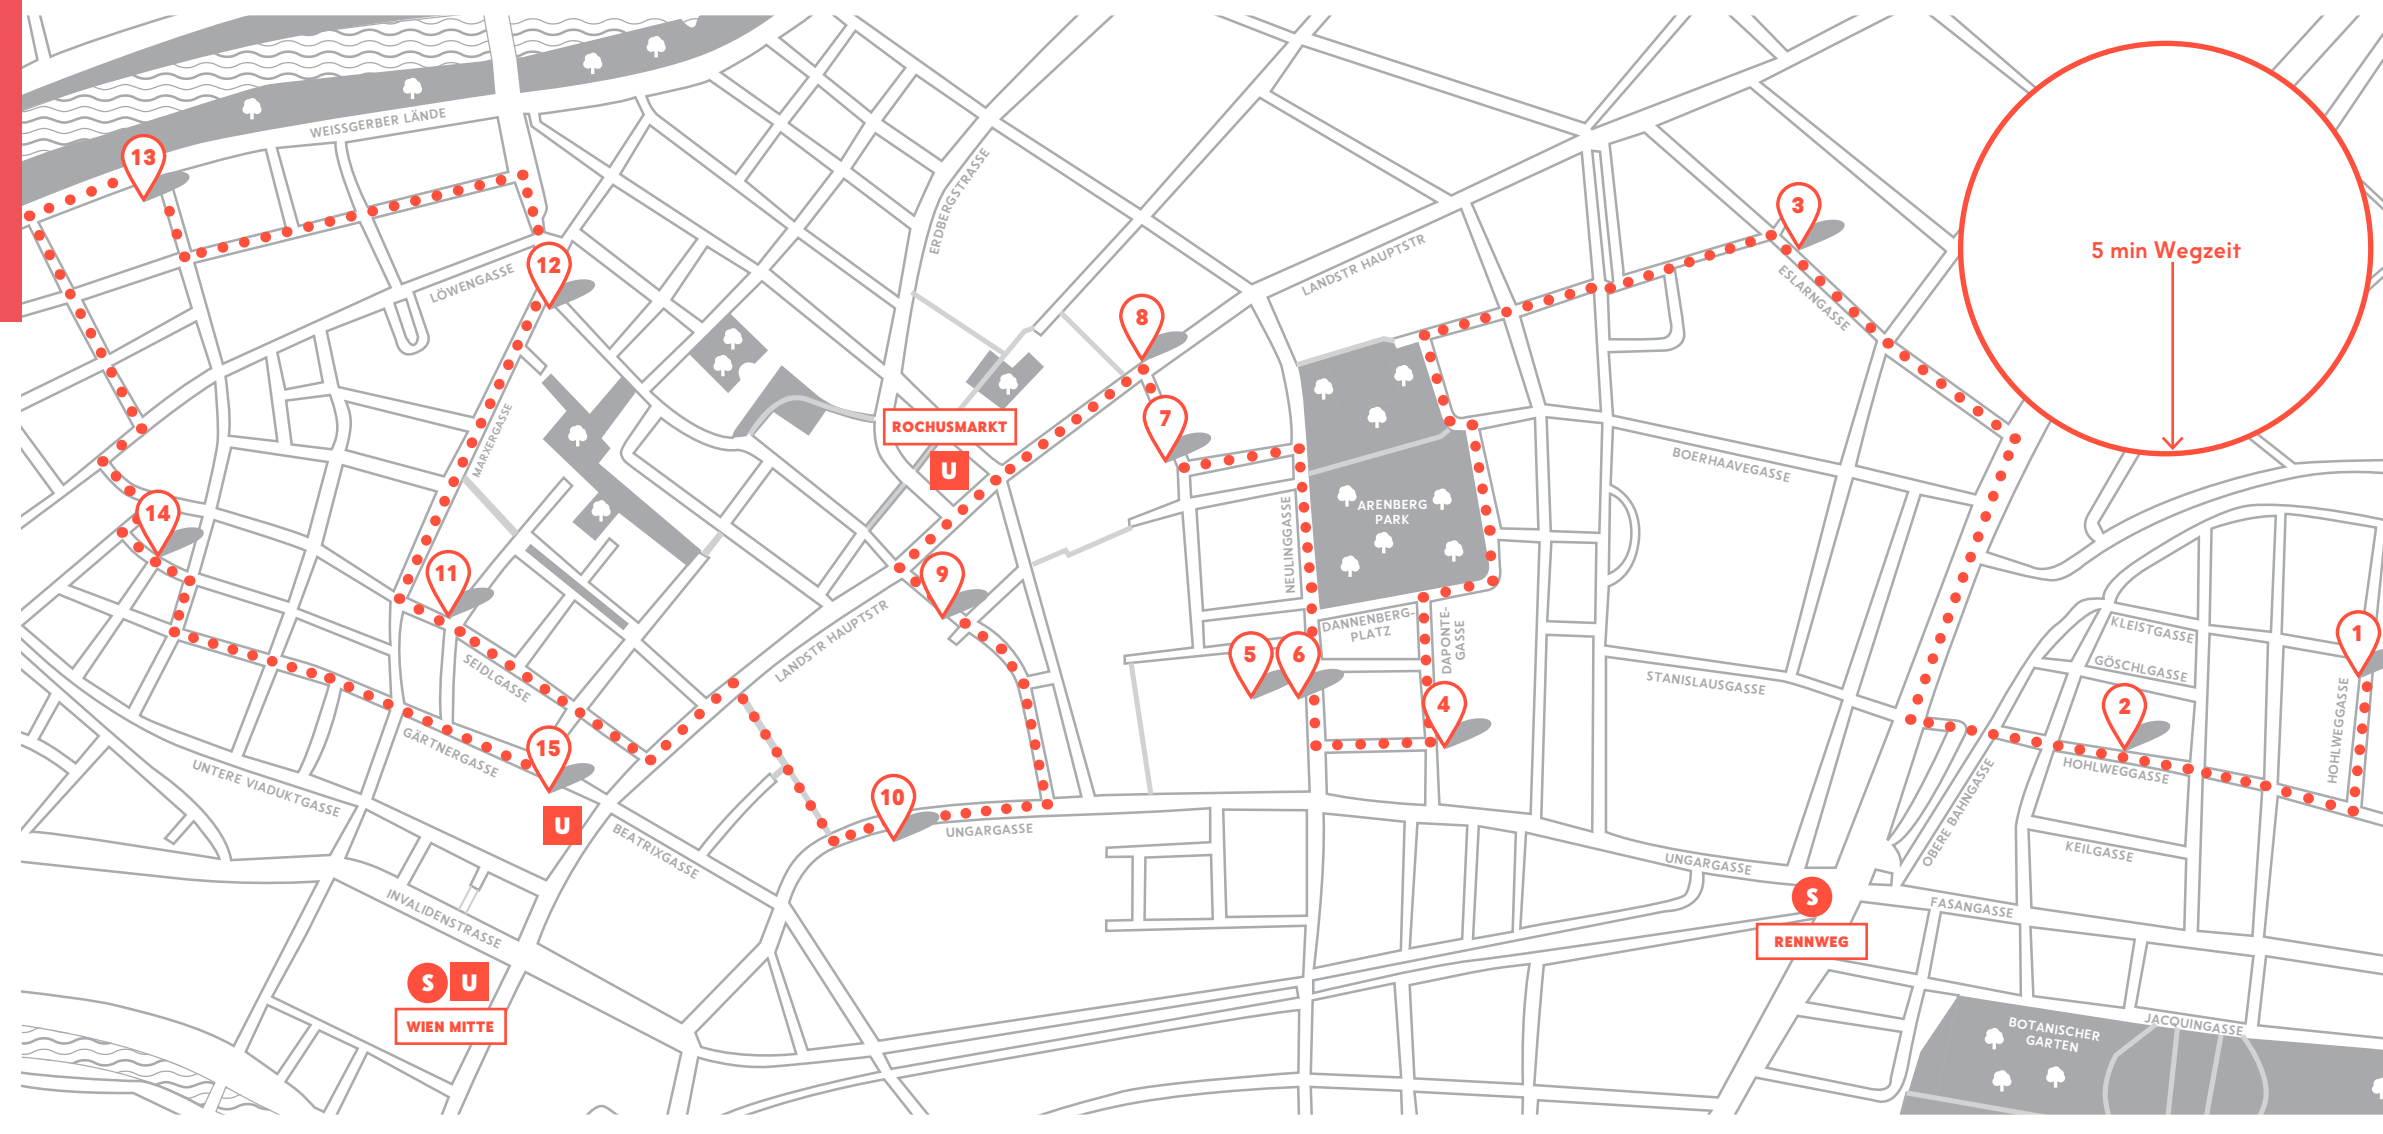 WEISSGERBER LÄNDE
13
ERDBERGSTRASSE
3
5 min Wegzeit
LANDSTR HAUPTSTR
12
LÖWENGASSE
ESLARNGASSE
8
7
ROCHUSMARKT
U
MARXERGASSE
BOERHAAVEGASSE
14
ARENBERG
PARK
NEULINGGASSE
11
9
DANNENBERG-
PLATZ
DAPONTE-
GASSE
KLEISTGASSE
1
LANDSTR HAUPTSTR
SEIDLGASSE
5
6
GÖSCHLGASSE
STANISLAUSGASSE
4
2
HOHLWEGGASSE
GÄRTNERGASSE
15
HOHLWEGGASSE
UNTERE VIADUKTGASSE
10
OBERE BAHNGASSE
U
UNGARGASSE
BEATRIXGASSE
UNGARGASSE
KEILGASSE
INVALIDENSTRASSE
S
FASANGASSE
RENNWEG
S U
WIEN MITTE
JACQUINGASSE
BOTANISCHER
GARTEN